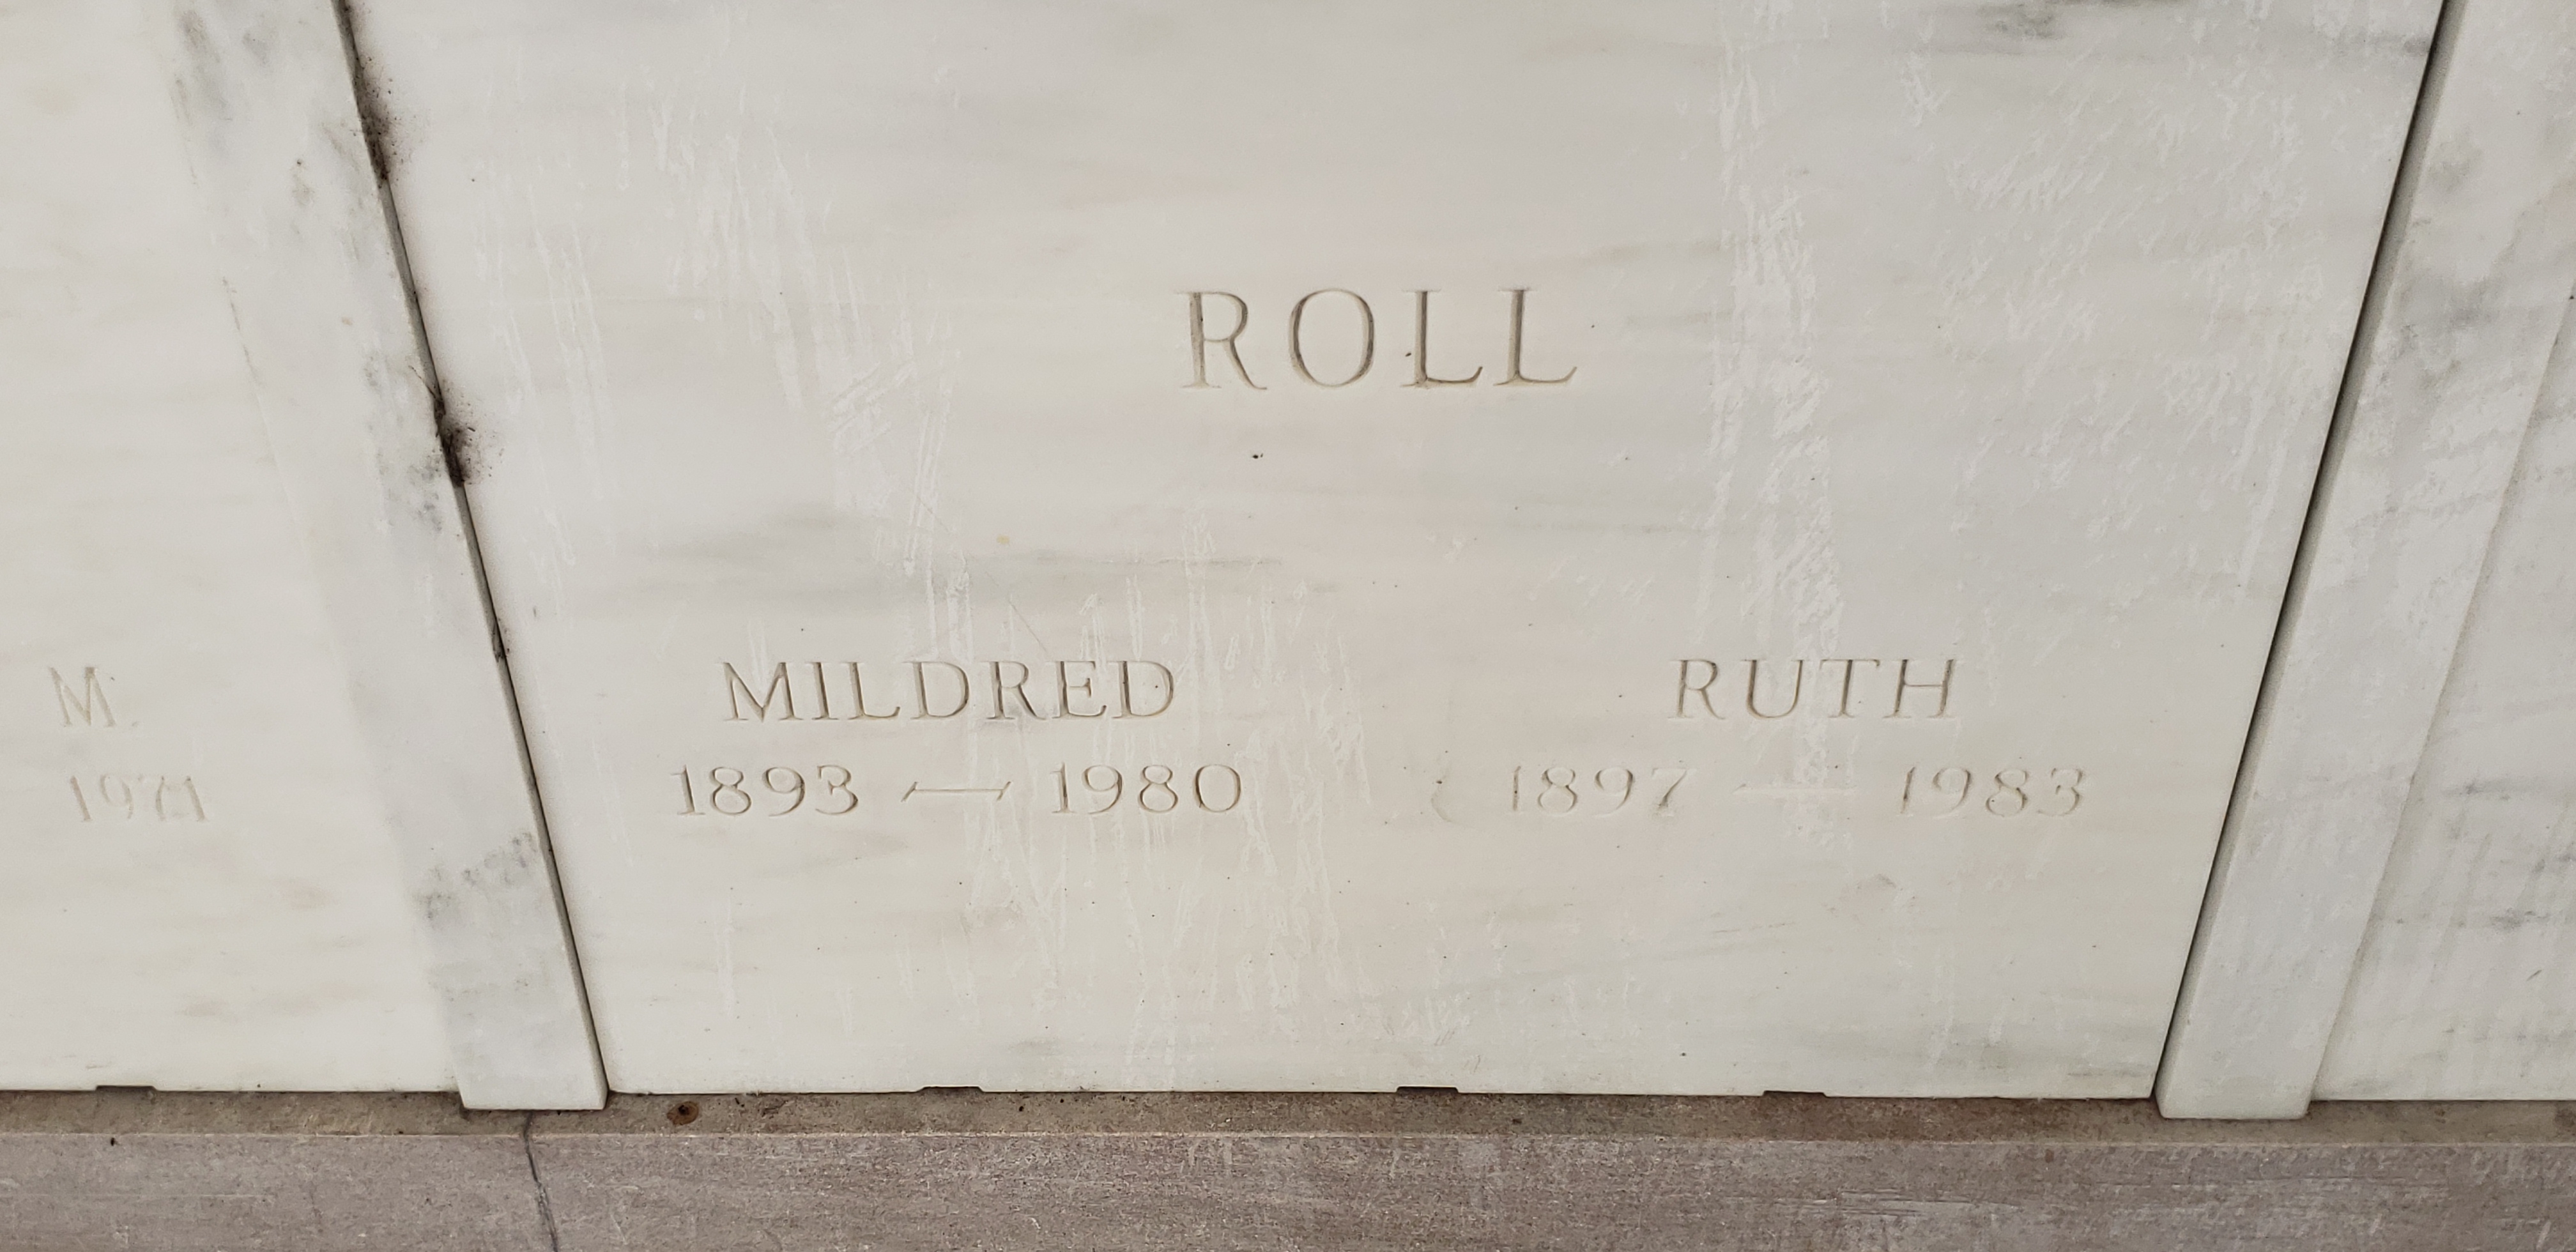 ROLL
M. MILDRED RUTH
1971 1893 — 1980 1897 — 1983